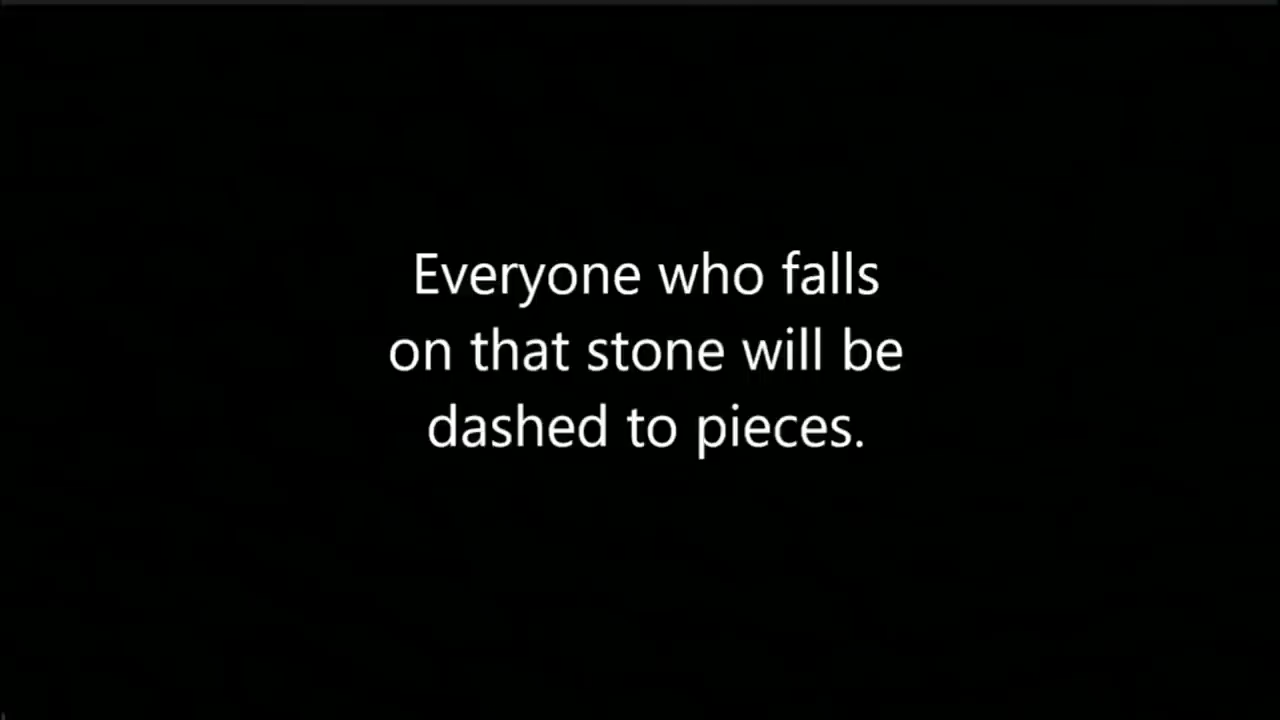 Everyone who falls
on that stone will be
dashed to pieces.